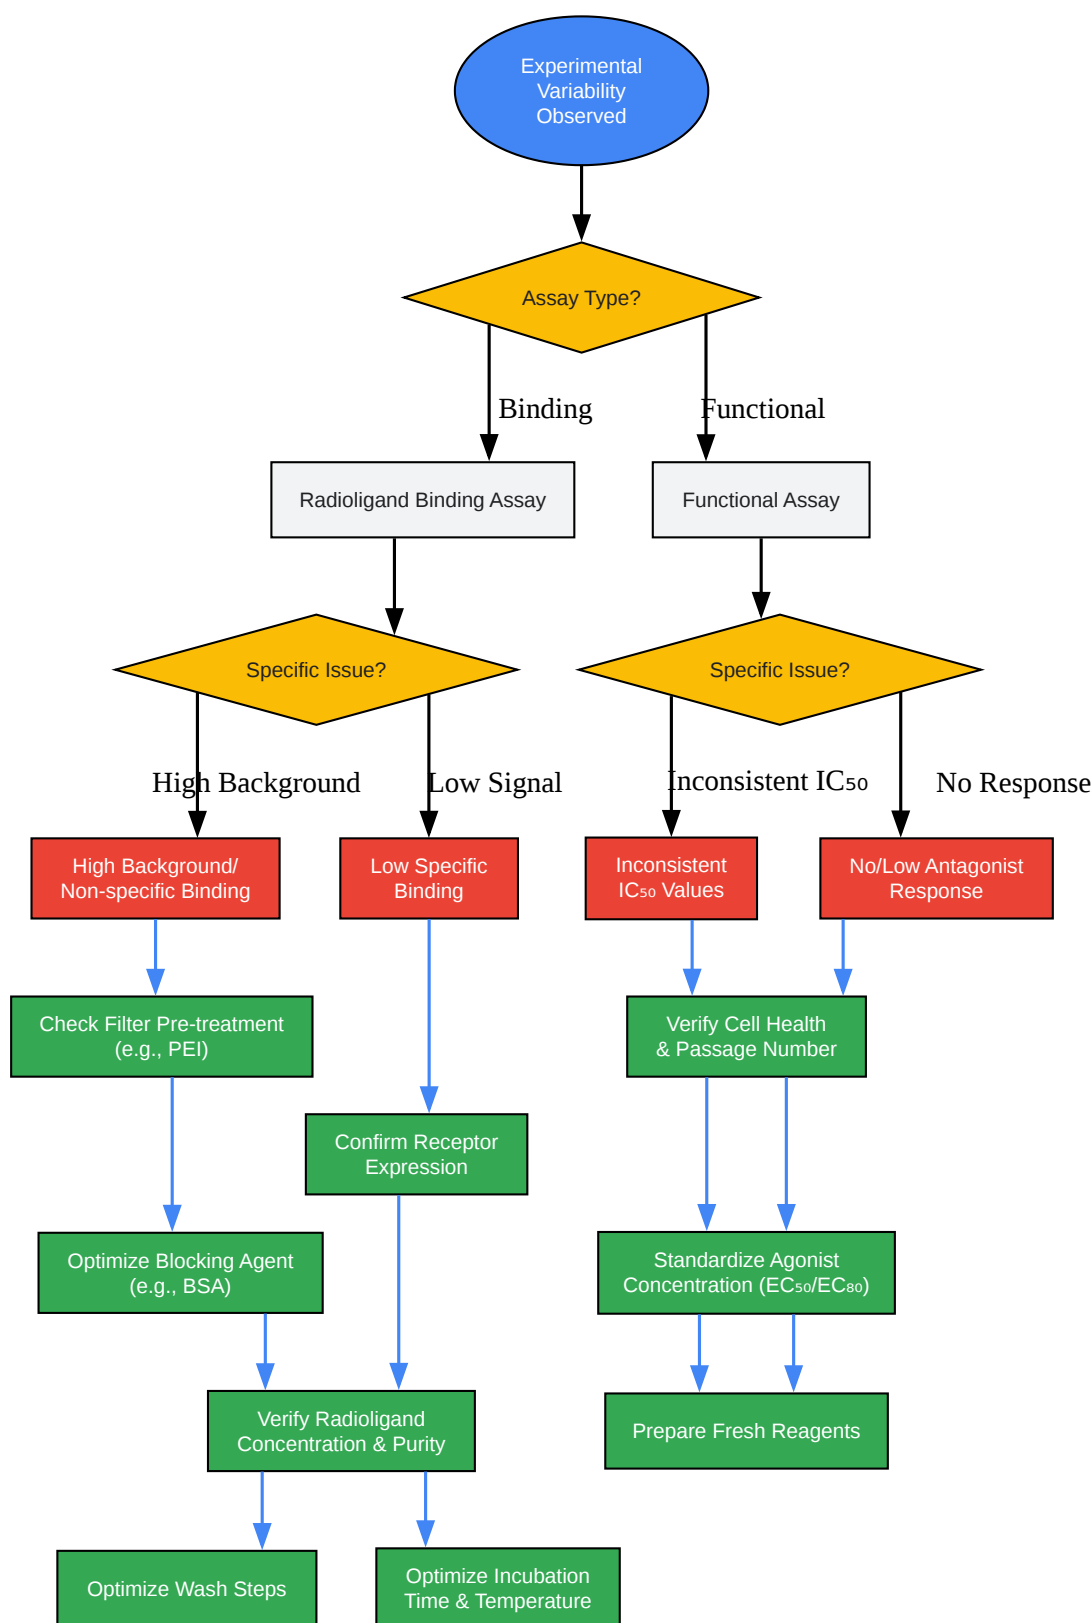 Experimental
Variability
Observed
Assay Type?
Binding
Functional
Radioligand Binding Assay
Functional Assay
Specific Issue?
Specific Issue?
High Background
Low Signal
Inconsistent IC₅₀
No Response
High Background/
Non-specific Binding
Low Specific
Binding
Inconsistent
IC₅₀ Values
No/Low Antagonist
Response
Check Filter Pre-treatment
(e.g., PEI)
Verify Cell Health
& Passage Number
Confirm Receptor
Expression
Optimize Blocking Agent
(e.g., BSA)
Standardize Agonist
Concentration (EC₅₀/EC₈₀)
Verify Radioligand
Concentration & Purity
Prepare Fresh Reagents
Optimize Wash Steps
Optimize Incubation
Time & Temperature